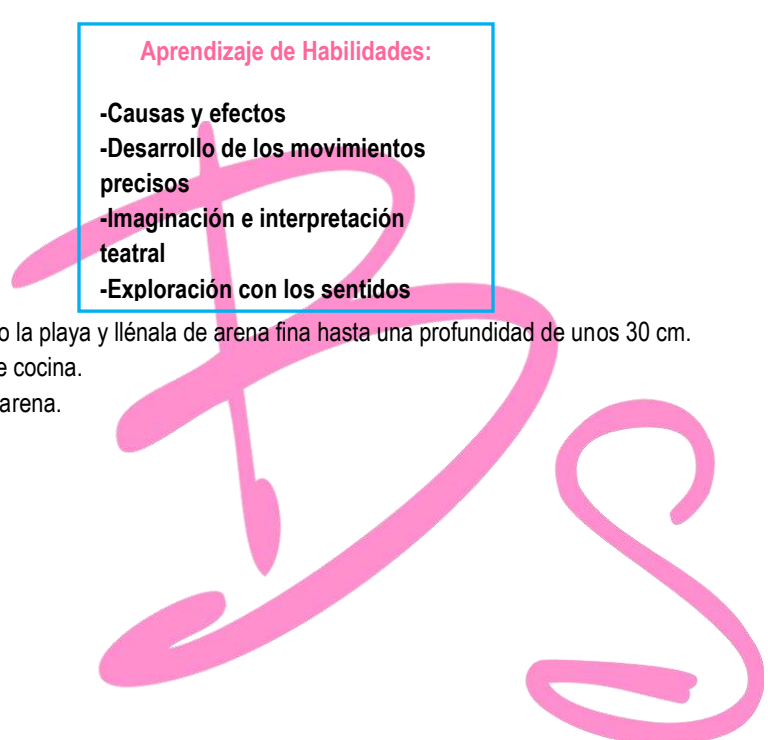 Aprendizaje de Habilidades:
-Causas y efectos
-Desarrollo de los movimientos
precisos
-Imaginación e interpretación
teatral
-Exploración con los sentidos
o la playa y llénala de arena fina hasta una profundidad de unos 30 cm.
e cocina.
arena.
BS